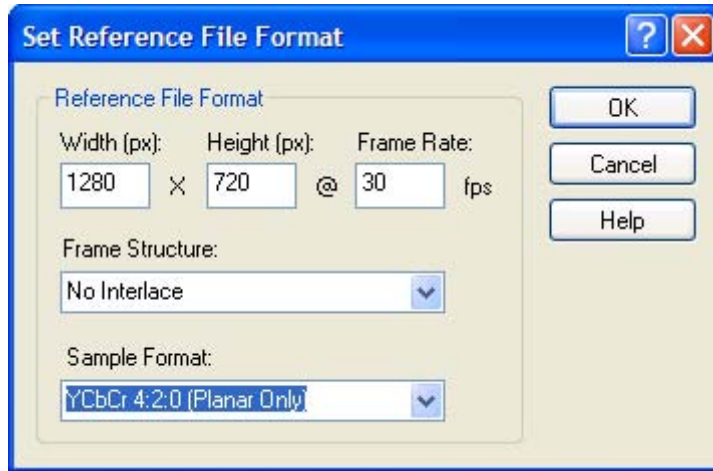 Set Reference File Format
Reference File Format
Width (px): Height (px): Frame Rate:
1280 X 720 @ 30 fps
Frame Structure:
No Interlace
Sample Format:
YCbCr 4:2:0 (Planar Only)
OK
Cancel
Help